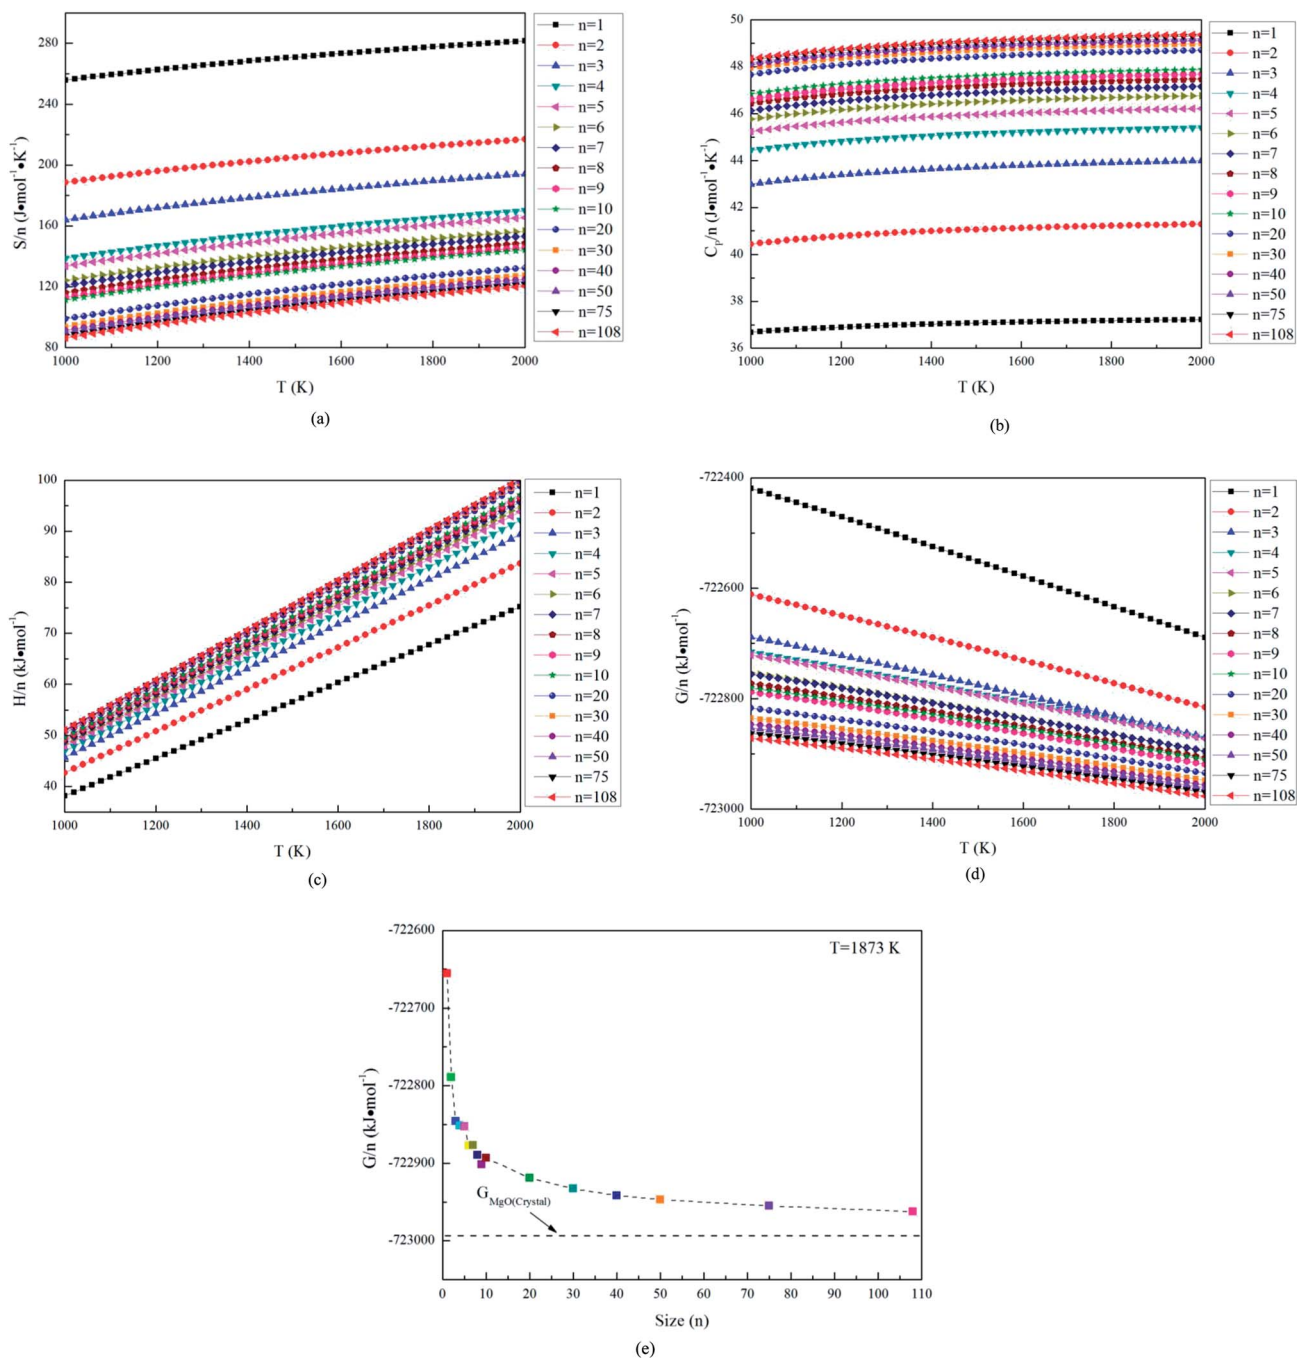 S/n (J•mol⁻¹•K⁻¹)
280
240
200
160
120
80
1000
1200
1400
1600
1800
2000
T (K)
n=1
n=2
n=3
n=4
n=5
n=6
n=7
n=8
n=9
n=10
n=20
n=30
n=40
n=50
n=75
n=108
(a)
Cₚ/n (J•mol⁻¹•K⁻¹)
50
48
46
44
41
40
38
36
1000
1200
1400
1600
1800
2000
T (K)
n=1
n=2
n=3
n=4
n=5
n=6
n=7
n=8
n=9
n=10
n=20
n=30
n=40
n=50
n=75
n=108
(b)
H/n (kJ•mol⁻¹)
100
90
80
70
60
50
40
1000
1200
1400
1600
1800
2000
T (K)
n=1
n=2
n=3
n=4
n=5
n=6
n=7
n=8
n=9
n=10
n=20
n=30
n=40
n=50
n=75
n=108
(c)
G/n (kJ•mol⁻¹)
-722400
-722600
-722800
-723000
1000
1200
1400
1600
1800
2000
T (K)
n=1
n=2
n=3
n=4
n=5
n=6
n=7
n=8
n=9
n=10
n=20
n=30
n=40
n=50
n=75
n=108
(d)
G/n (kJ•mol⁻¹)
-722600
-722700
-722800
-722900
-723000
T=1873 K
G MgO(Crystal)
0
10
20
30
40
50
60
70
80
90
100
110
Size (n)
(e)